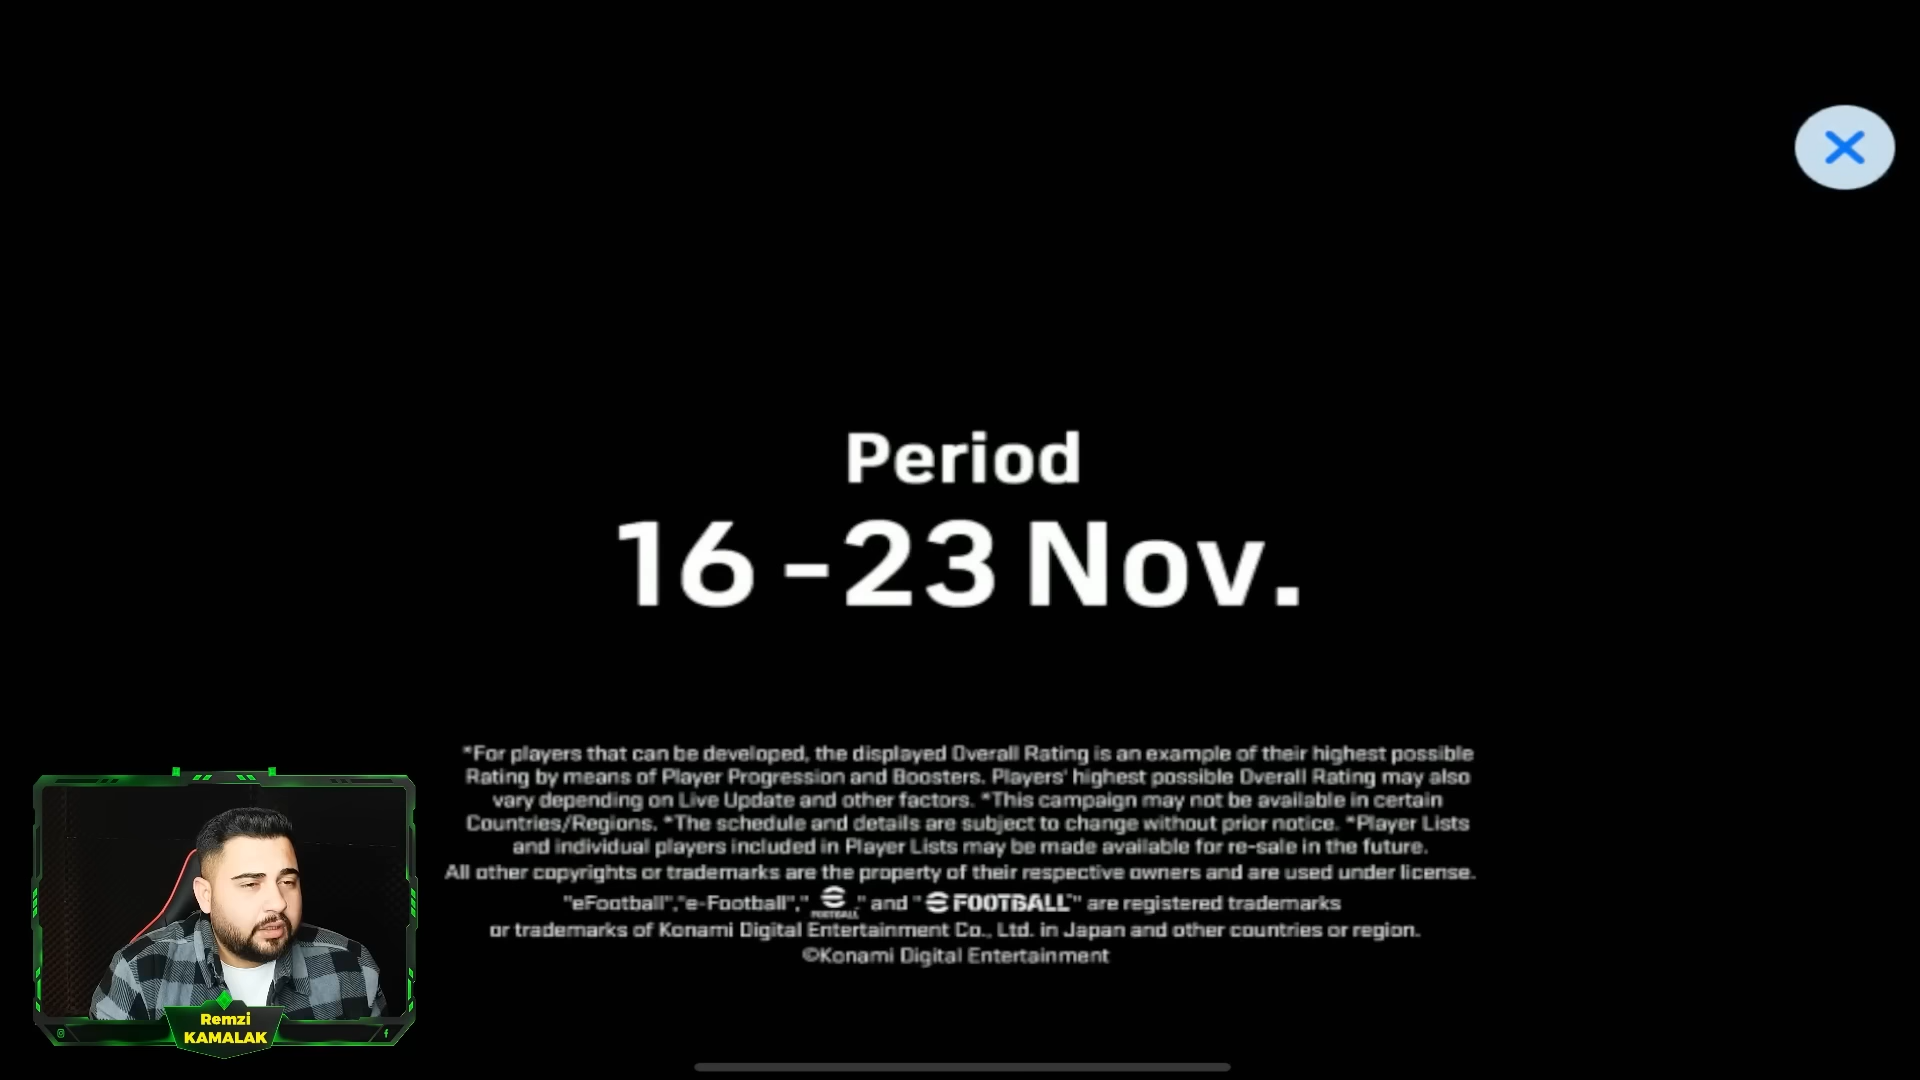 Period
16 - 23 Nov.
*For players that can be developed, the displayed Overall Rating is an example of their highest possible
Rating by means of Player Progression and Boosters. Players' highest possible Overall Rating may also
vary depending on Live Update and other factors. *This campaign may not be available in certain
Countries/Regions. *The schedule and details are subject to change without prior notice. *Player Lists
and individual players included in Player Lists may be made available for re-sale in the future.
All other copyrights or trademarks are the property of their respective owners and are used under license.
"eFootball","e-Football"," FOOTBALL " and " FOOTBALL" are registered trademarks
or trademarks of Konami Digital Entertainment Co., Ltd. in Japan and other countries or region.
©Konami Digital Entertainment
Remzi
KAMALAK